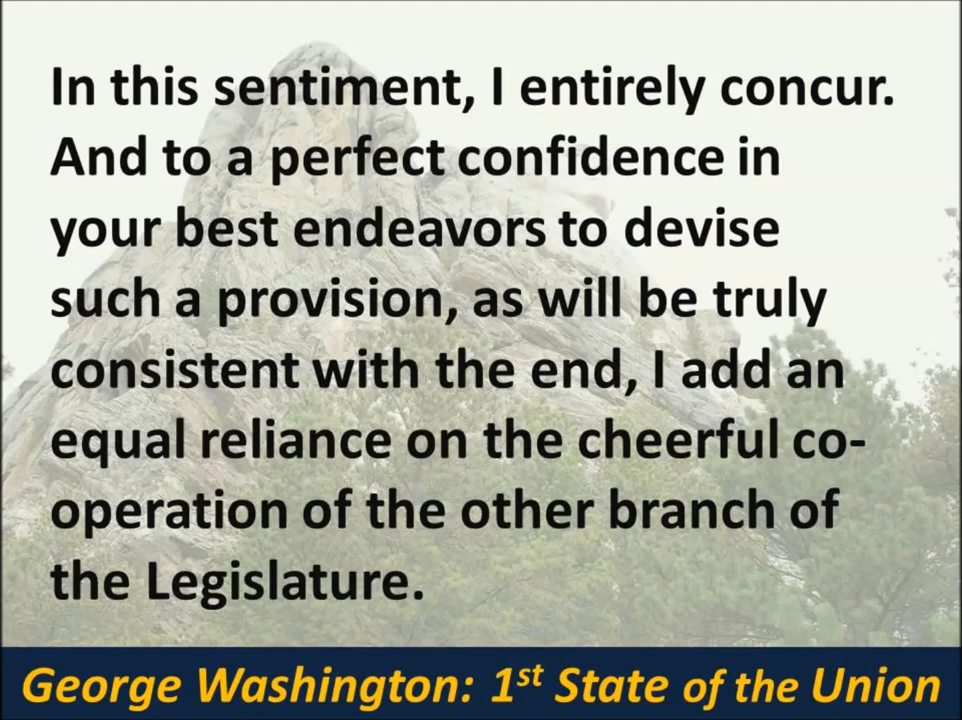 In this sentiment, I entirely concur.
And to a perfect confidence in
your best endeavors to devise
such a provision, as will be truly
consistent with the end, I add an
equal reliance on the cheerful co-
operation of the other branch of
the Legislature.
George Washington: 1st State of the Union